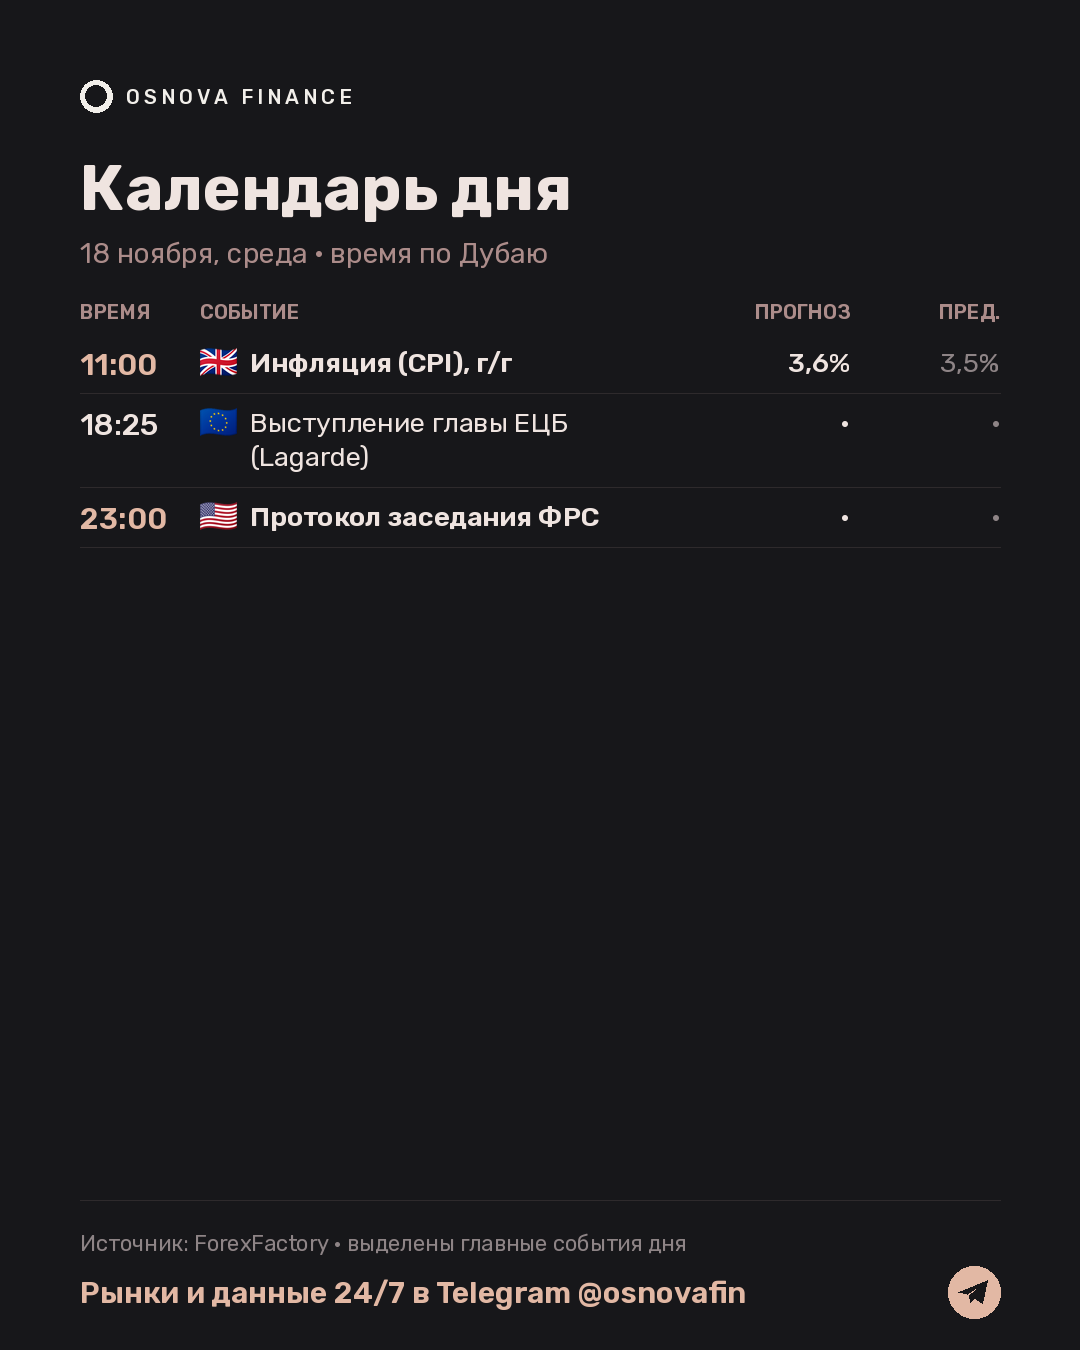 OSNOVA FINANCE
Календарь дня
18 ноября, среда • время по Дубаю
ВРЕМЯ СОБЫТИЕ ПРОГНОЗ ПРЕД.
11:00 Инфляция (CPI), г/г 3,6% 3,5%
18:25 Выступление главы ЕЦБ • •
(Lagarde)
23:00 Протокол заседания ФРС • •
Источник: ForexFactory • выделены главные события дня
Рынки и данные 24/7 в Telegram @osnovafin